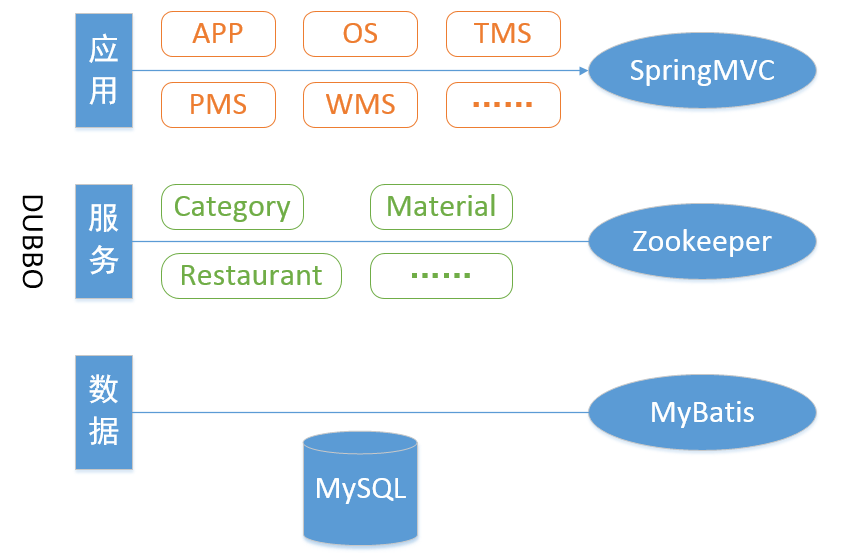 应用
APP
OS
TMS
SpringMVC
PMS
WMS
······
DUBBO
服务
Category
Material
Zookeeper
Restaurant
······
数据
MyBatis
MySQL